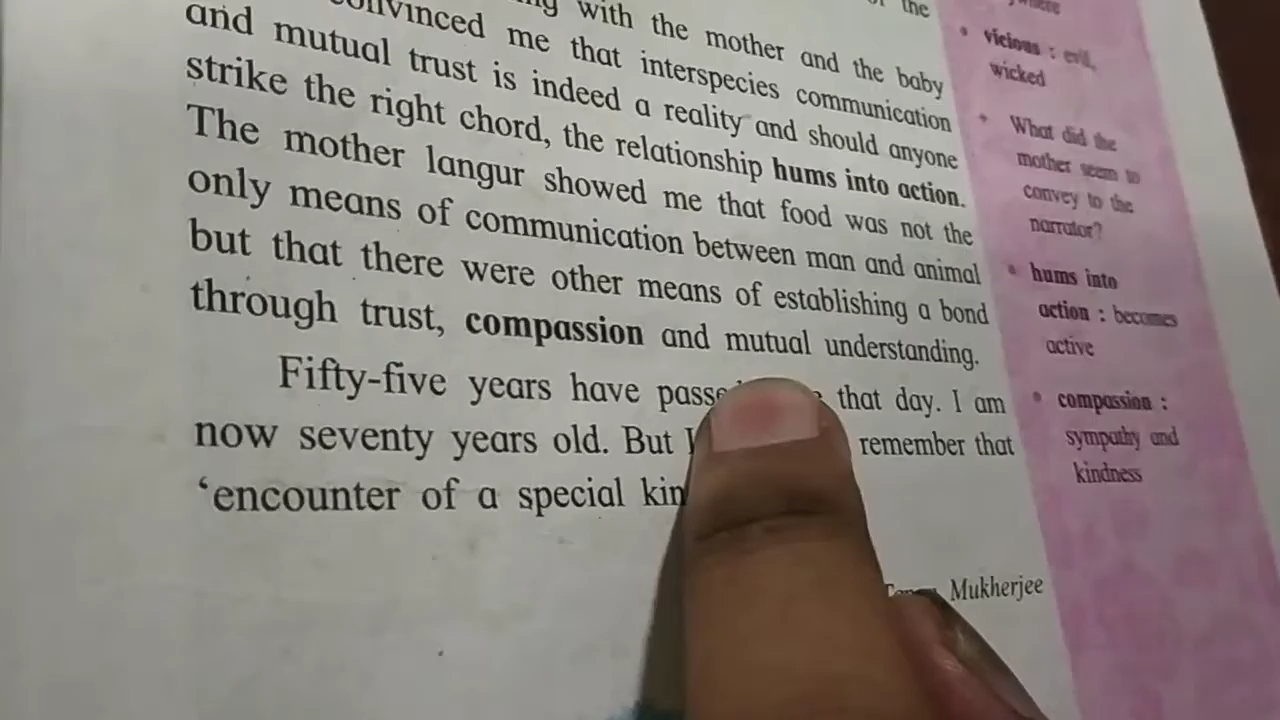 with the mother and the baby
me that interspecies communication
and mutual trust is indeed a reality and should anyone
strike the right chord, the relationship hums into action.
The mother langur showed me that food was not the
only means of communication between man and animal
but that there were other means of establishing a bond
through trust, compassion and mutual understanding.
Fifty-five years have that day. I am
now seventy years old. But I remember that
‘encounter of a special
Mukherjee
• vicious : evil,
wicked
• What did the
mother seem to
convey to the
narrator?
• hums into
action : becomes
active
• compassion :
sympathy and
kindness